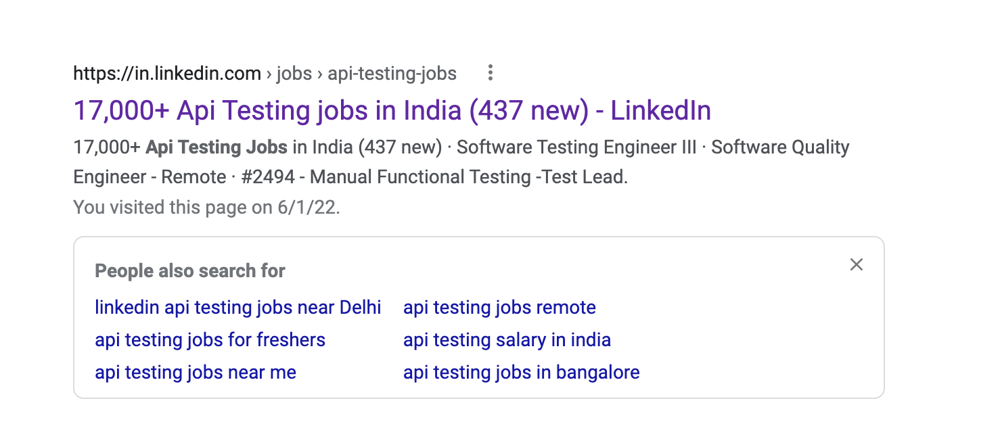 https://in.linkedin.com › jobs › api-testing-jobs
17,000+ Api Testing jobs in India (437 new) - LinkedIn
17,000+ Api Testing Jobs in India (437 new) · Software Testing Engineer III · Software Quality
Engineer - Remote · #2494 - Manual Functional Testing -Test Lead.
You visited this page on 6/1/22.
People also search for
linkedin api testing jobs near Delhi api testing jobs remote
api testing jobs for freshers api testing salary in india
api testing jobs near me api testing jobs in bangalore